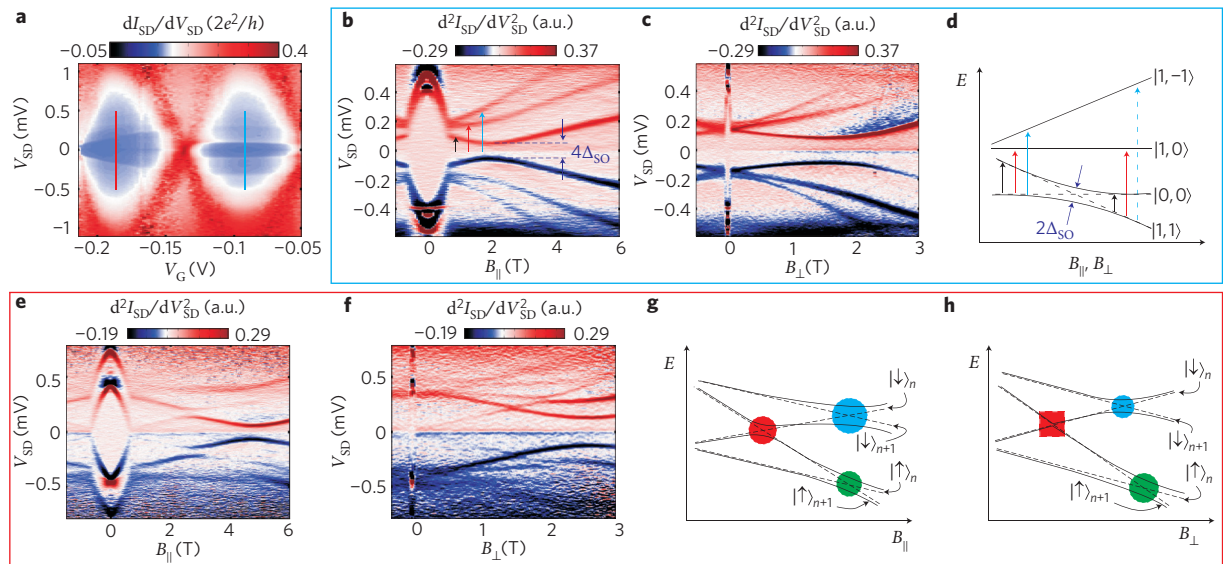 a
dI_SD/dV_SD (2e²/h)
−0.05 0.4
V_SD (mV)
1
0.5
0
−0.5
−1
−0.2 −0.15 −0.1 −0.05
V_G (V)
b
d²I_SD/dV²_SD (a.u.)
−0.29 0.37
V_SD (mV)
0.4
0.2
0
−0.2
−0.4
4Δ_SO
0 2 4 6
B_∥ (T)
c
d²I_SD/dV²_SD (a.u.)
−0.29 0.37
V_SD (mV)
0.4
0.2
0
−0.2
−0.4
0 1 2 3
B_⊥ (T)
d
E
|1,−1⟩
|1,0⟩
|0,0⟩
2Δ_SO
|1,1⟩
B_∥, B_⊥
e
d²I_SD/dV²_SD (a.u.)
−0.19 0.29
V_SD (mV)
0.5
0
−0.5
0 2 4 6
B_∥ (T)
f
d²I_SD/dV²_SD (a.u.)
−0.19 0.29
V_SD (mV)
0.5
0
−0.5
0 1 2 3
B_⊥ (T)
g
E
|↓⟩_n
|↓⟩_n+1
|↑⟩_n
|↑⟩_n+1
B_∥
h
E
|↓⟩_n
|↓⟩_n+1
|↑⟩_n
|↑⟩_n+1
B_⊥